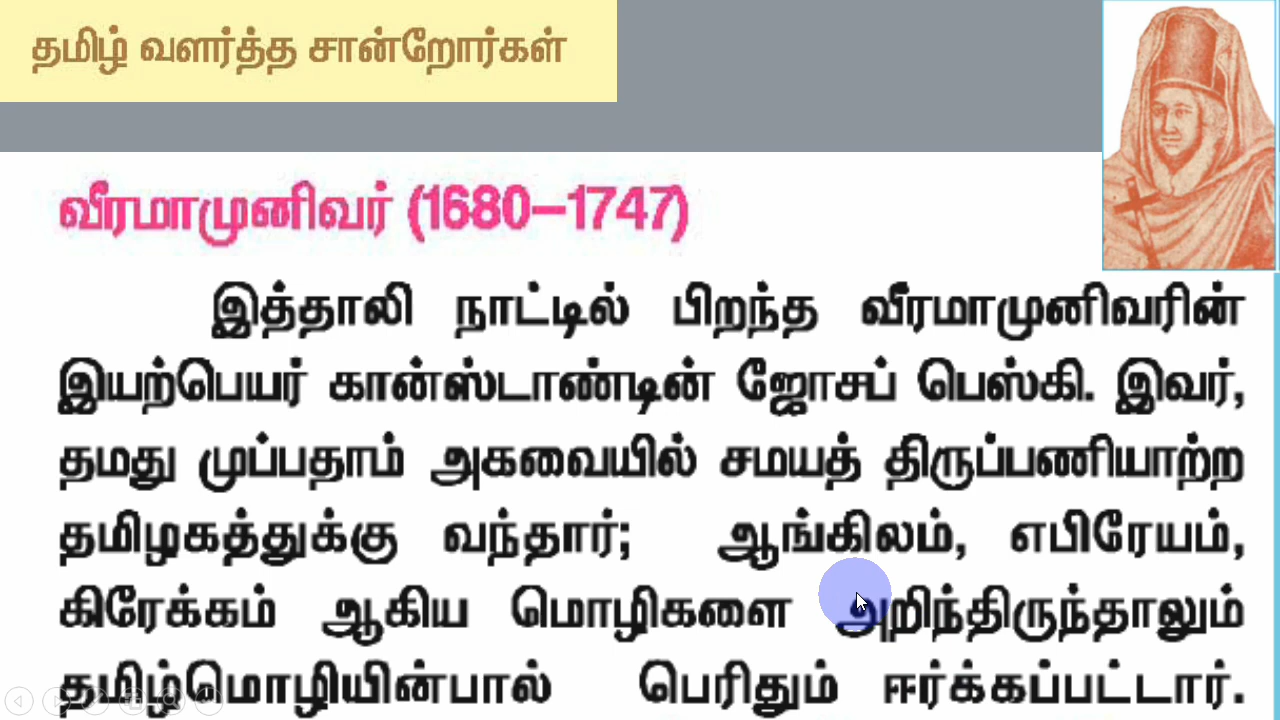 தமிழ் வளர்த்த சான்றோர்கள்
வீரமாமுனிவர் (1680–1747)
இத்தாலி நாட்டில் பிறந்த வீரமாமுனிவரின்
இயற்பெயர் கான்ஸ்டாண்டின் ஜோசப் பெஸ்கி. இவர்,
தமது முப்பதாம் அகவையில் சமயத் திருப்பணியாற்ற
தமிழகத்துக்கு வந்தார்; ஆங்கிலம், எபிரேயம்,
கிரேக்கம் ஆகிய மொழிகளை அறிந்திருந்தாலும்
தமிழ்மொழியின்பால் பெரிதும் ஈர்க்கப்பட்டார்.